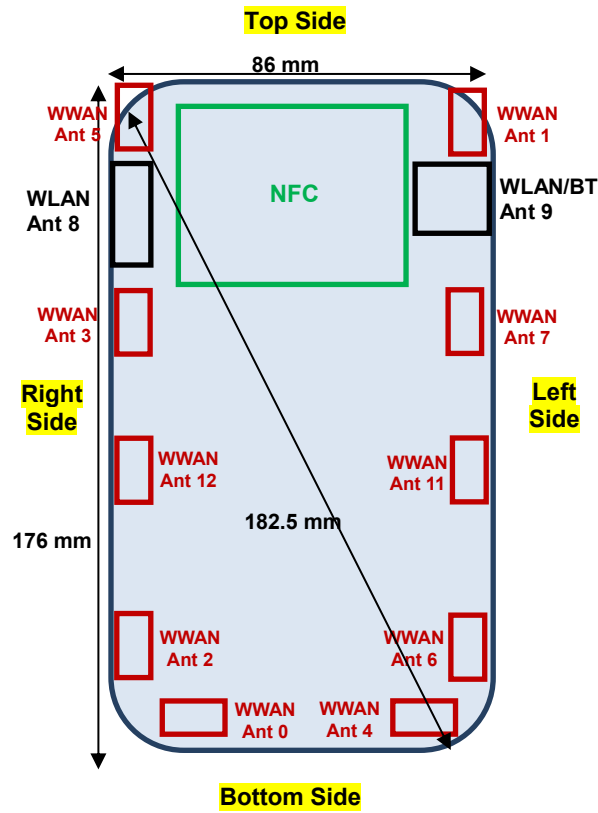 Top Side
86 mm
WWAN
Ant 5
WWAN
Ant 1
WLAN
Ant 8
NFC
WLAN/BT
Ant 9
WWAN
Ant 3
WWAN
Ant 7
Right
Side
Left
Side
WWAN
Ant 12
WWAN
Ant 11
182.5 mm
176 mm
WWAN
Ant 2
WWAN
Ant 6
WWAN
Ant 0
WWAN
Ant 4
Bottom Side